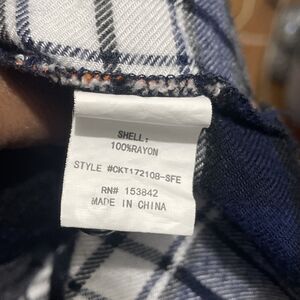 SHELL:
100%RAYON
STYLE #CKT172108-SFE
RN# 153842
MADE IN CHINA